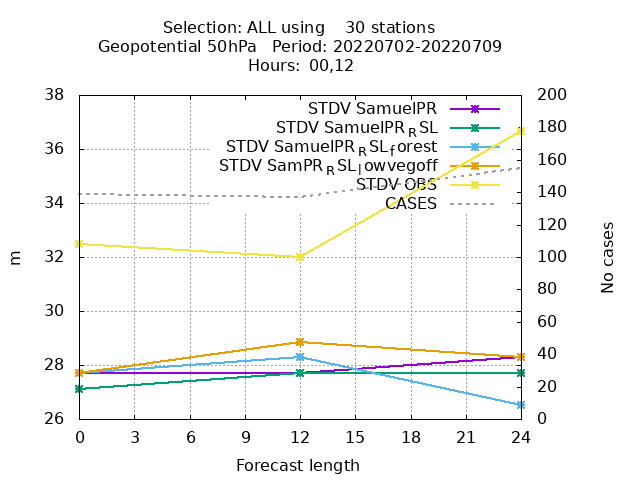 Selection: ALL using    30 stations
Geopotential 50hPa   Period: 20220702-20220709
Hours:  00,12
38
36
34
32
30
28
26
200
180
160
140
120
100
80
60
40
20
0
STDV SamuelPR
STDV SamuelPR_RSL
STDV SamuelPR_RSL_forest
STDV SamPR_RSL_lowvegoff
STDV OBS
CASES
m
No cases
0 3 6 9 12 15 18 21 24
Forecast length